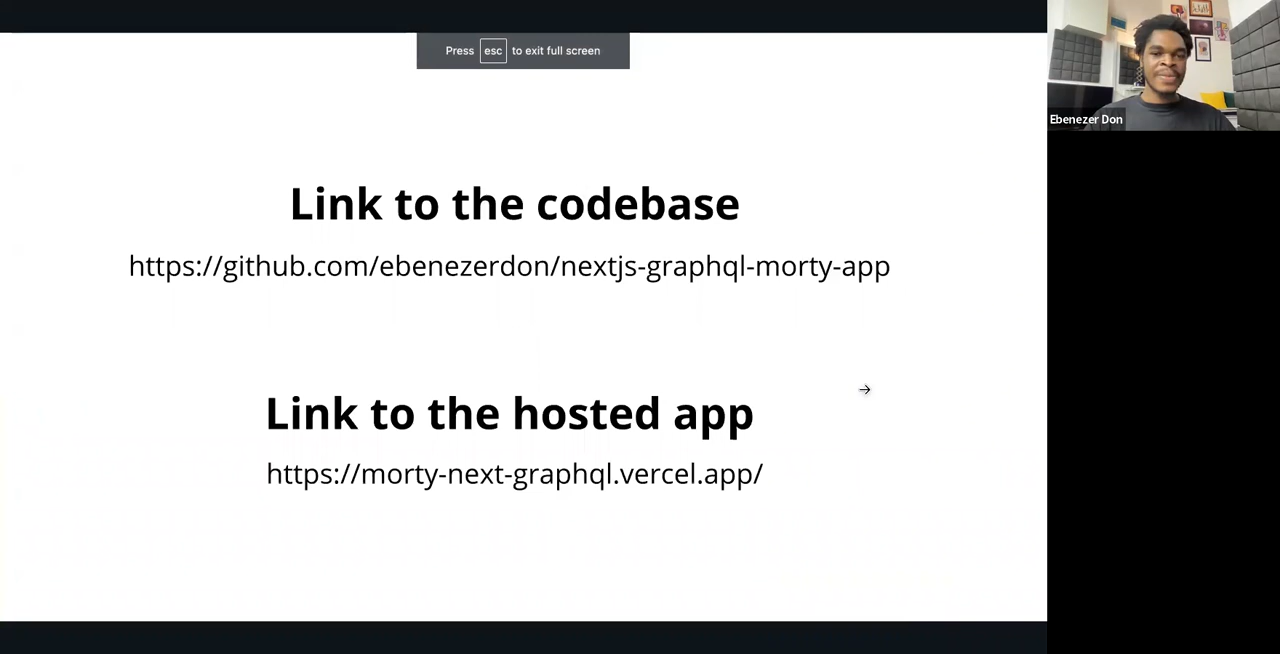 Press esc to exit full screen
Ebenezer Don
Link to the codebase
https://github.com/ebenezerdon/nextjs-graphql-morty-app
Link to the hosted app
https://morty-next-graphql.vercel.app/